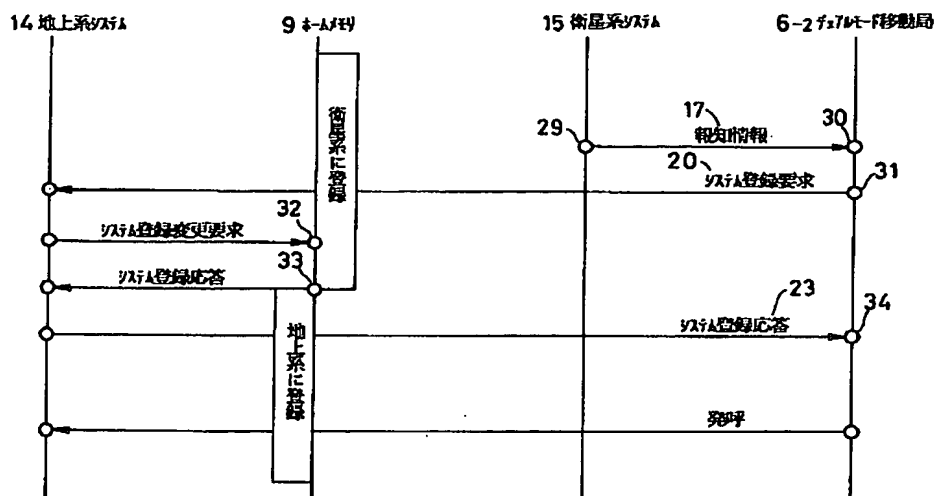 14 地上系システム
9 ホームメモリ
15 衛星系システム
6-2 デュアルモード移動局
衛星系に登録
29
17
報知情報
30
20
システム登録要求
31
システム登録変更要求
32
システム登録応答
33
23
システム登録応答
34
地上系に登録
発呼